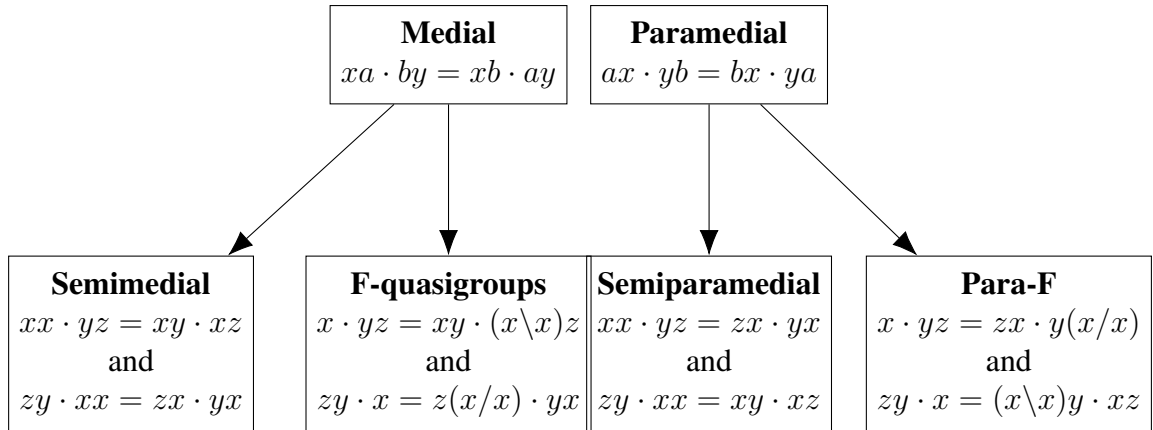 Medial
xa · by = xb · ay
Paramedial
ax · yb = bx · ya
Semimedial
xx · yz = xy · xz
and
zy · xx = zx · yx
F-quasigroups
x · yz = xy · (x\x)z
and
zy · x = z(x/x) · yx
Semiparamedial
xx · yz = zx · yx
and
zy · xx = xy · xz
Para-F
x · yz = zx · y(x/x)
and
zy · x = (x\x)y · xz